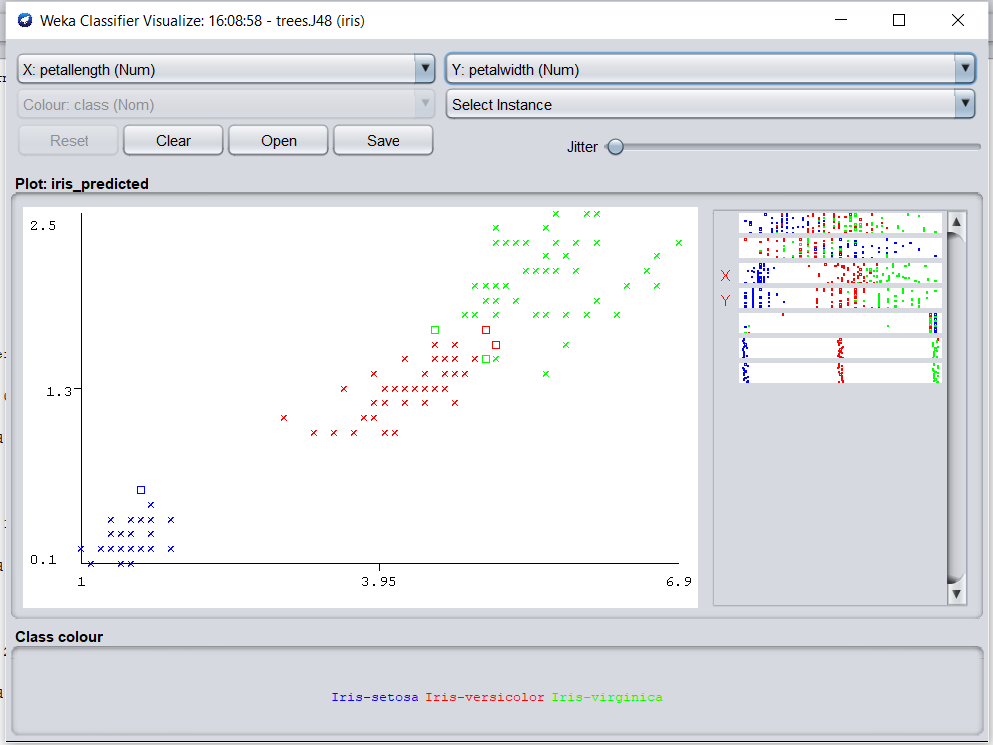 Weka Classifier Visualize: 16:08:58 - trees.J48 (iris)
X: petallength (Num) Y: petalwidth (Num)
Colour: class (Nom) Select Instance
Reset Clear Open Save Jitter
Plot: iris_predicted
2.5
1.3
0.1
1 3.95 6.9
X
Y
Class colour
Iris-setosa Iris-versicolor Iris-virginica